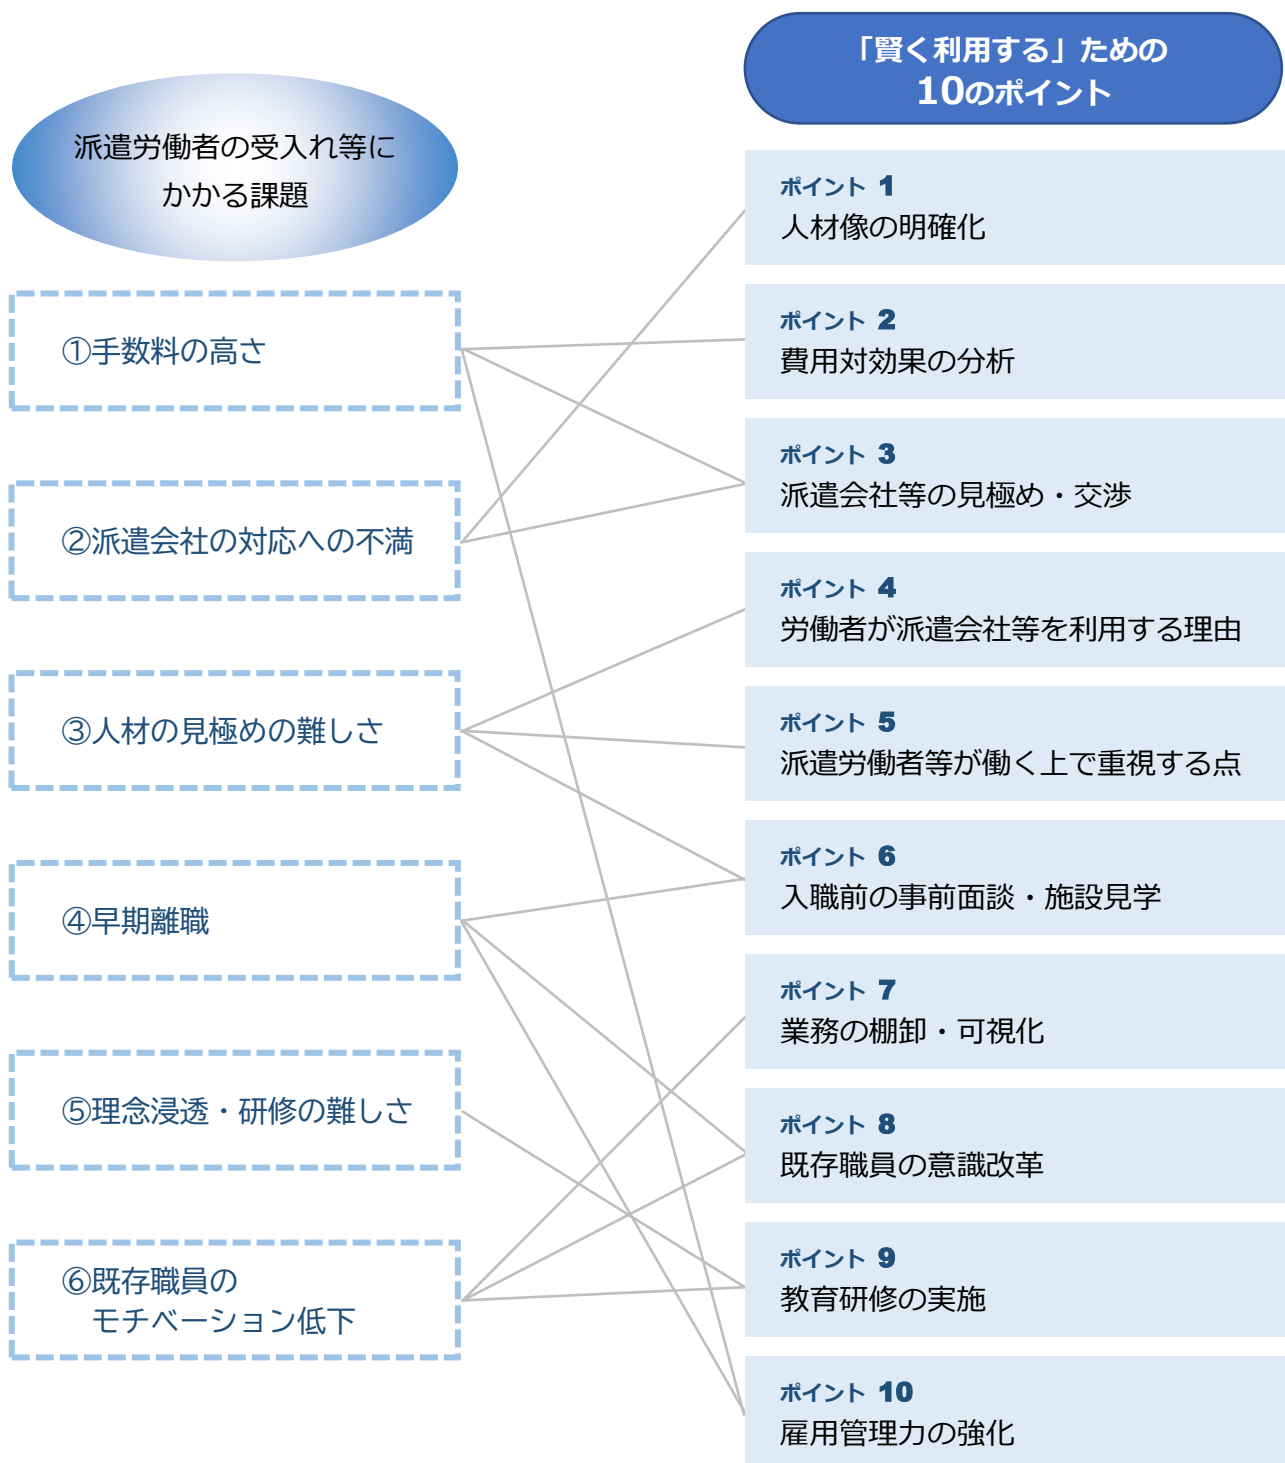 派遣労働者の受入れ等に
かかる課題
①手数料の高さ
②派遣会社の対応への不満
③人材の見極めの難しさ
④早期離職
⑤理念浸透・研修の難しさ
⑥既存職員の
モチベーション低下
「賢く利用する」ための
10のポイント
ポイント 1
人材像の明確化
ポイント 2
費用対効果の分析
ポイント 3
派遣会社等の見極め・交渉
ポイント 4
労働者が派遣会社等を利用する理由
ポイント 5
派遣労働者等が働く上で重視する点
ポイント 6
入職前の事前面談・施設見学
ポイント 7
業務の棚卸・可視化
ポイント 8
既存職員の意識改革
ポイント 9
教育研修の実施
ポイント 10
雇用管理力の強化